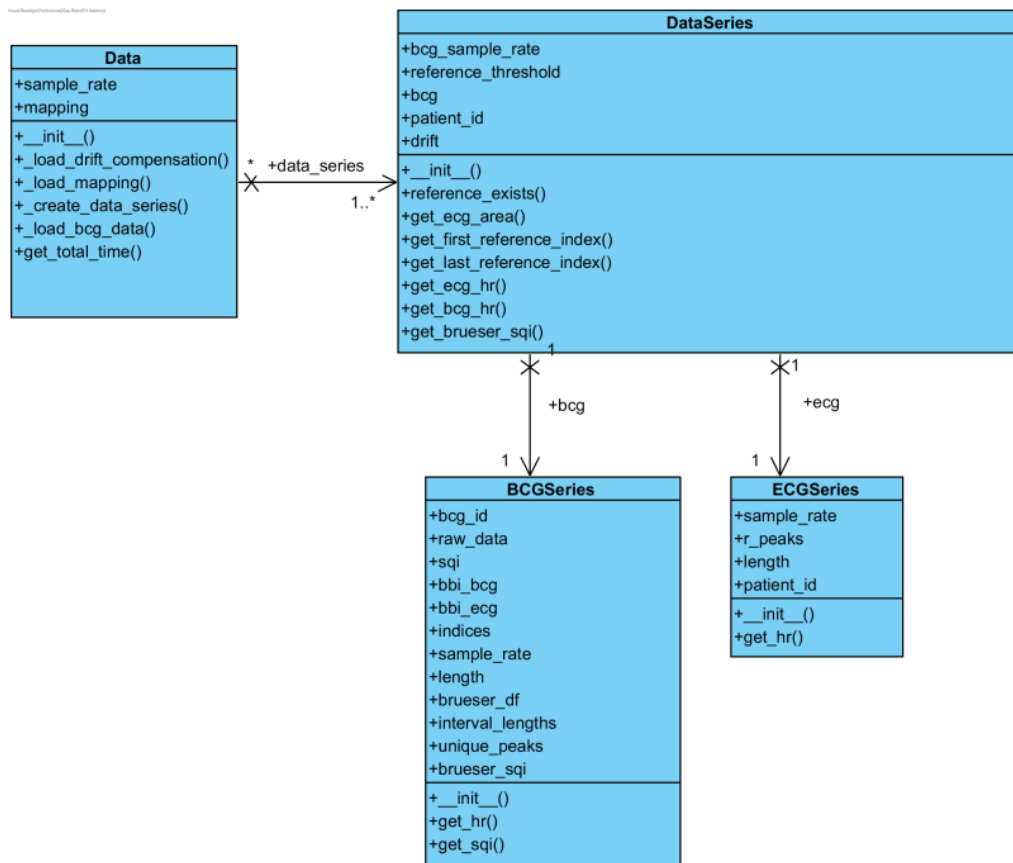 Data
+sample_rate
+mapping
+__init__()
+_load_drift_compensation()
+_load_mapping()
+_create_data_series()
+_load_bcg_data()
+get_total_time()
*
+data_series
1..*
DataSeries
+bcg_sample_rate
+reference_threshold
+bcg
+patient_id
+drift
+__init__()
+reference_exists()
+get_ecg_area()
+get_first_reference_index()
+get_last_reference_index()
+get_ecg_hr()
+get_bcg_hr()
+get_brueser_sqi()
1
+bcg
1
1
+ecg
1
BCGSeries
+bcg_id
+raw_data
+sqi
+bbi_bcg
+bbi_ecg
+indices
+sample_rate
+length
+brueser_df
+interval_lengths
+unique_peaks
+brueser_sqi
+__init__()
+get_hr()
+get_sqi()
ECGSeries
+sample_rate
+r_peaks
+length
+patient_id
+__init__()
+get_hr()